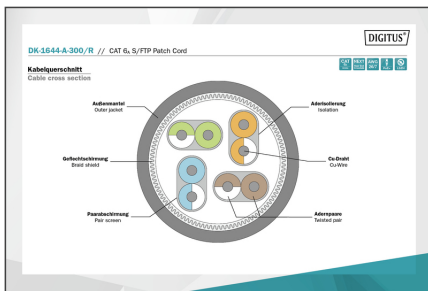 DIGITUS®
DK-1644-A-300/R // CAT 6A S/FTP Patch Cord
Kabelquerschnitt
Cable cross section
Außenmantel
Outer jacket
Aderisolierung
Isolation
Geflechtschirmung
Braid shield
Cu-Draht
Cu-Wire
Paarabschirmung
Pair screen
Aderspaare
Twisted pair